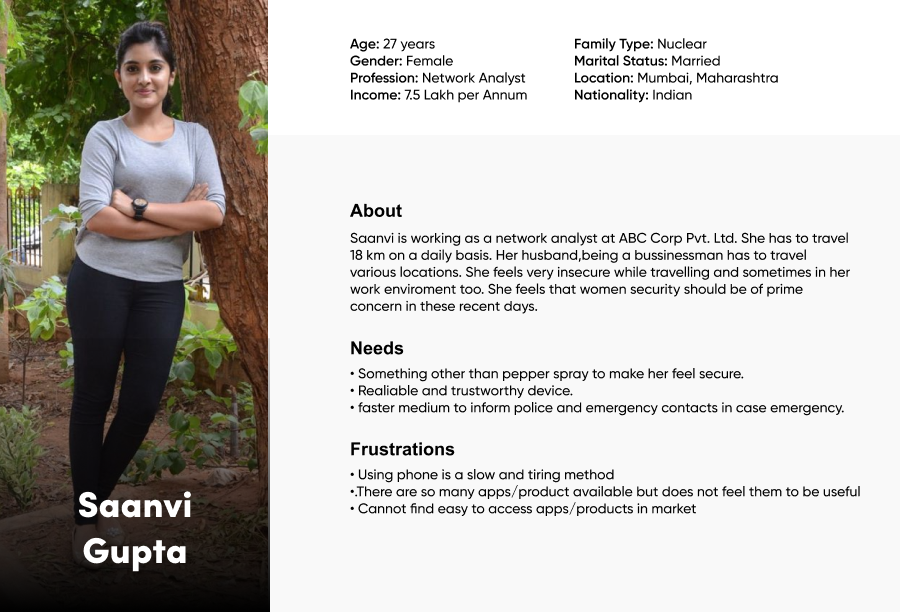 Age: 27 years
Gender: Female
Profession: Network Analyst
Income: 7.5 Lakh per Annum
Family Type: Nuclear
Marital Status: Married
Location: Mumbai, Maharashtra
Nationality: Indian
About
Saanvi is working as a network analyst at ABC Corp Pvt. Ltd. She has to travel
18 km on a daily basis. Her husband,being a bussinessman has to travel
various locations. She feels very insecure while travelling and sometimes in her
work enviroment too. She feels that women security should be of prime
concern in these recent days.
Needs
• Something other than pepper spray to make her feel secure.
• Realiable and trustworthy device.
• faster medium to inform police and emergency contacts in case emergency.
Frustrations
• Using phone is a slow and tiring method
•.There are so many apps/product available but does not feel them to be useful
• Cannot find easy to access apps/products in market
Saanvi
Gupta